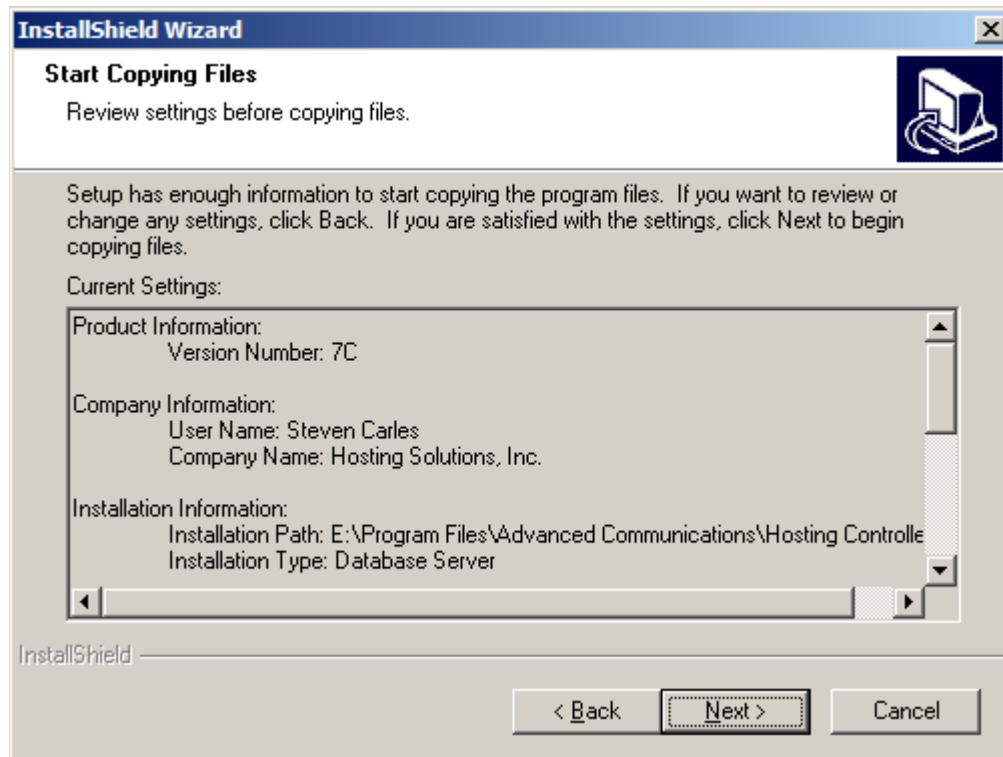 InstallShield Wizard
Start Copying Files
Review settings before copying files.
Setup has enough information to start copying the program files. If you want to review or
change any settings, click Back. If you are satisfied with the settings, click Next to begin
copying files.
Current Settings:
Product Information:
Version Number: 7C
Company Information:
User Name: Steven Carles
Company Name: Hosting Solutions, Inc.
Installation Information:
Installation Path: E:\Program Files\Advanced Communications\Hosting Controlle
Installation Type: Database Server
InstallShield
< Back Next > Cancel